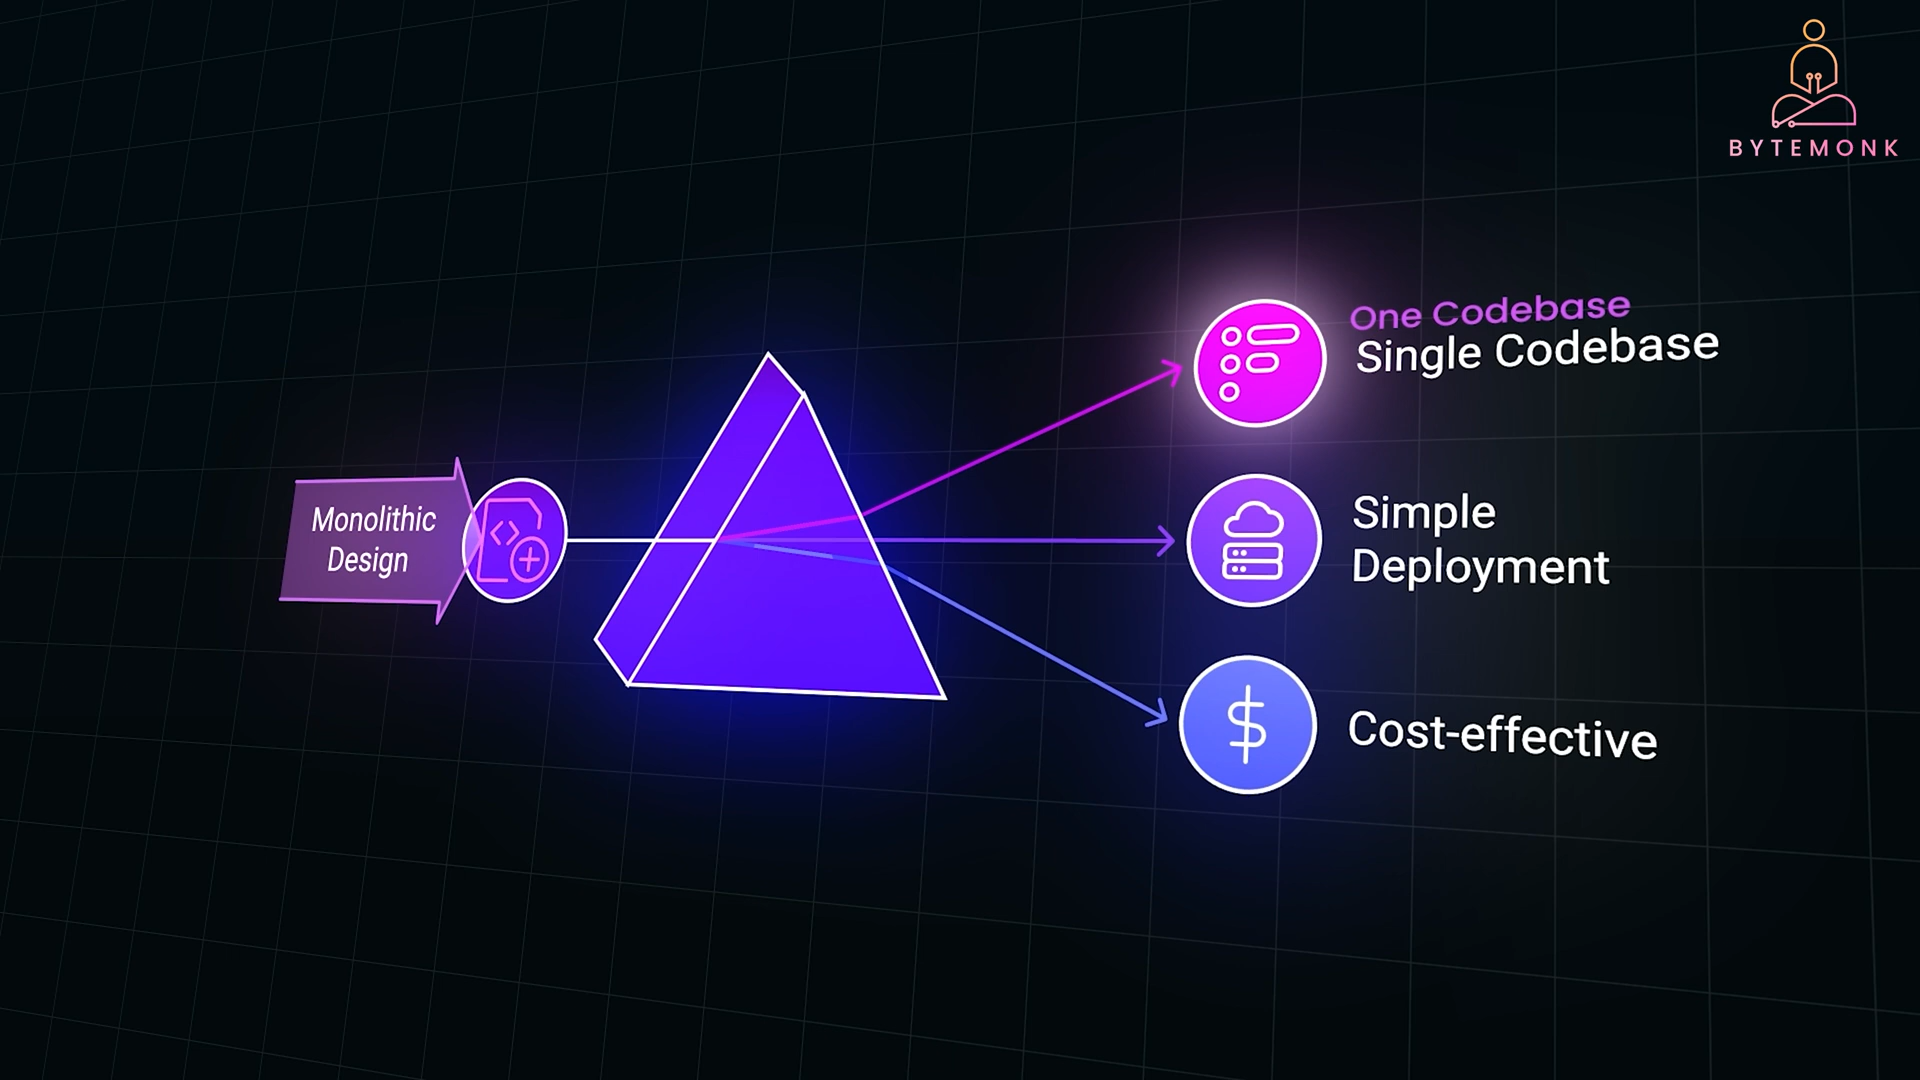 BYTEMONK
Monolithic
Design
One Codebase
Single Codebase
Simple
Deployment
Cost-effective